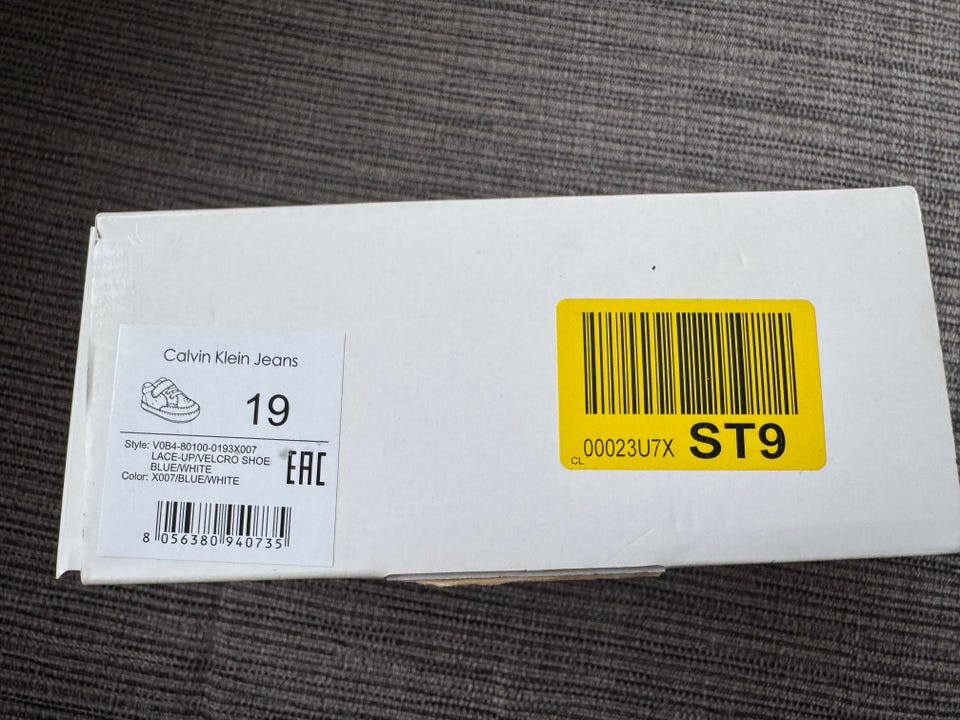 Calvin Klein Jeans
19
Style: V0B4-80100-0193X007
LACE-UP/VELCRO SHOE
BLUE/WHITE
Color: X007/BLUE/WHITE
EAC
8 056380 940735
CL 00023U7X ST9